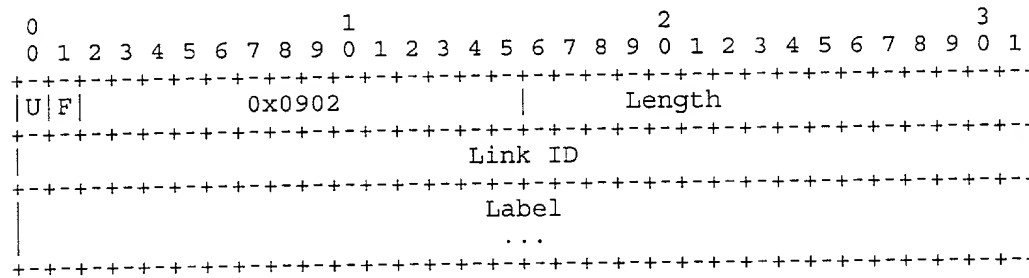 0                   1                   2                   3
0 1 2 3 4 5 6 7 8 9 0 1 2 3 4 5 6 7 8 9 0 1 2 3 4 5 6 7 8 9 0 1
+-+-+-+-+-+-+-+-+-+-+-+-+-+-+-+-+-+-+-+-+-+-+-+-+-+-+-+-+-+-+-+--
|U|F|          0x0902           |      Length
+-+-+-+-+-+-+-+-+-+-+-+-+-+-+-+-+-+-+-+-+-+-+-+-+-+-+-+-+-+-+-+--
|                            Link ID
+-+-+-+-+-+-+-+-+-+-+-+-+-+-+-+-+-+-+-+-+-+-+-+-+-+-+-+-+-+-+-+--
|                             Label
|                              ...
+-+-+-+-+-+-+-+-+-+-+-+-+-+-+-+-+-+-+-+-+-+-+-+-+-+-+-+-+-+-+-+--